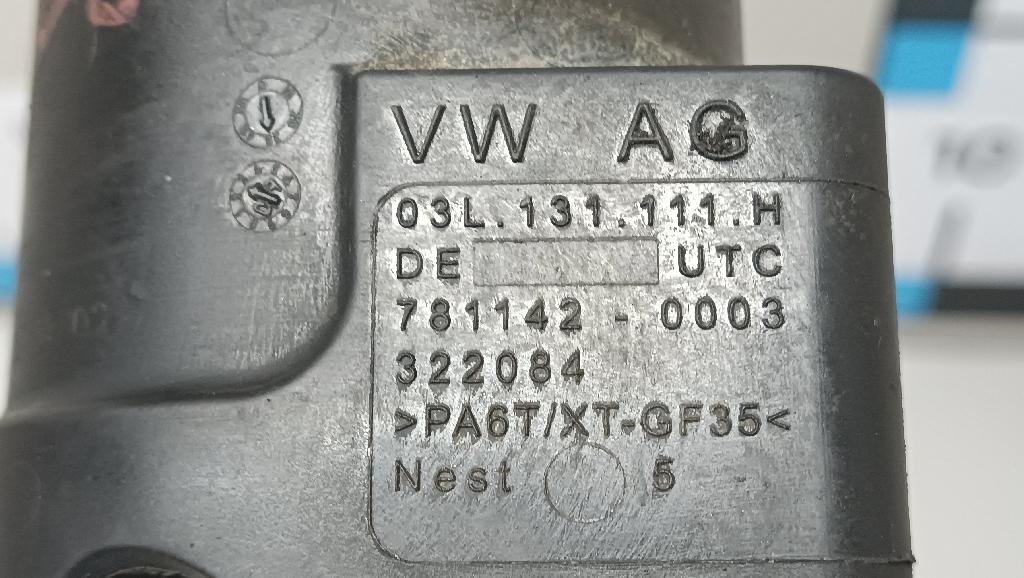 VW AG
03L.131.111.H
DE UTC
781142 - 0003
322084
>PA6T/XT-GF35<
Nest 5